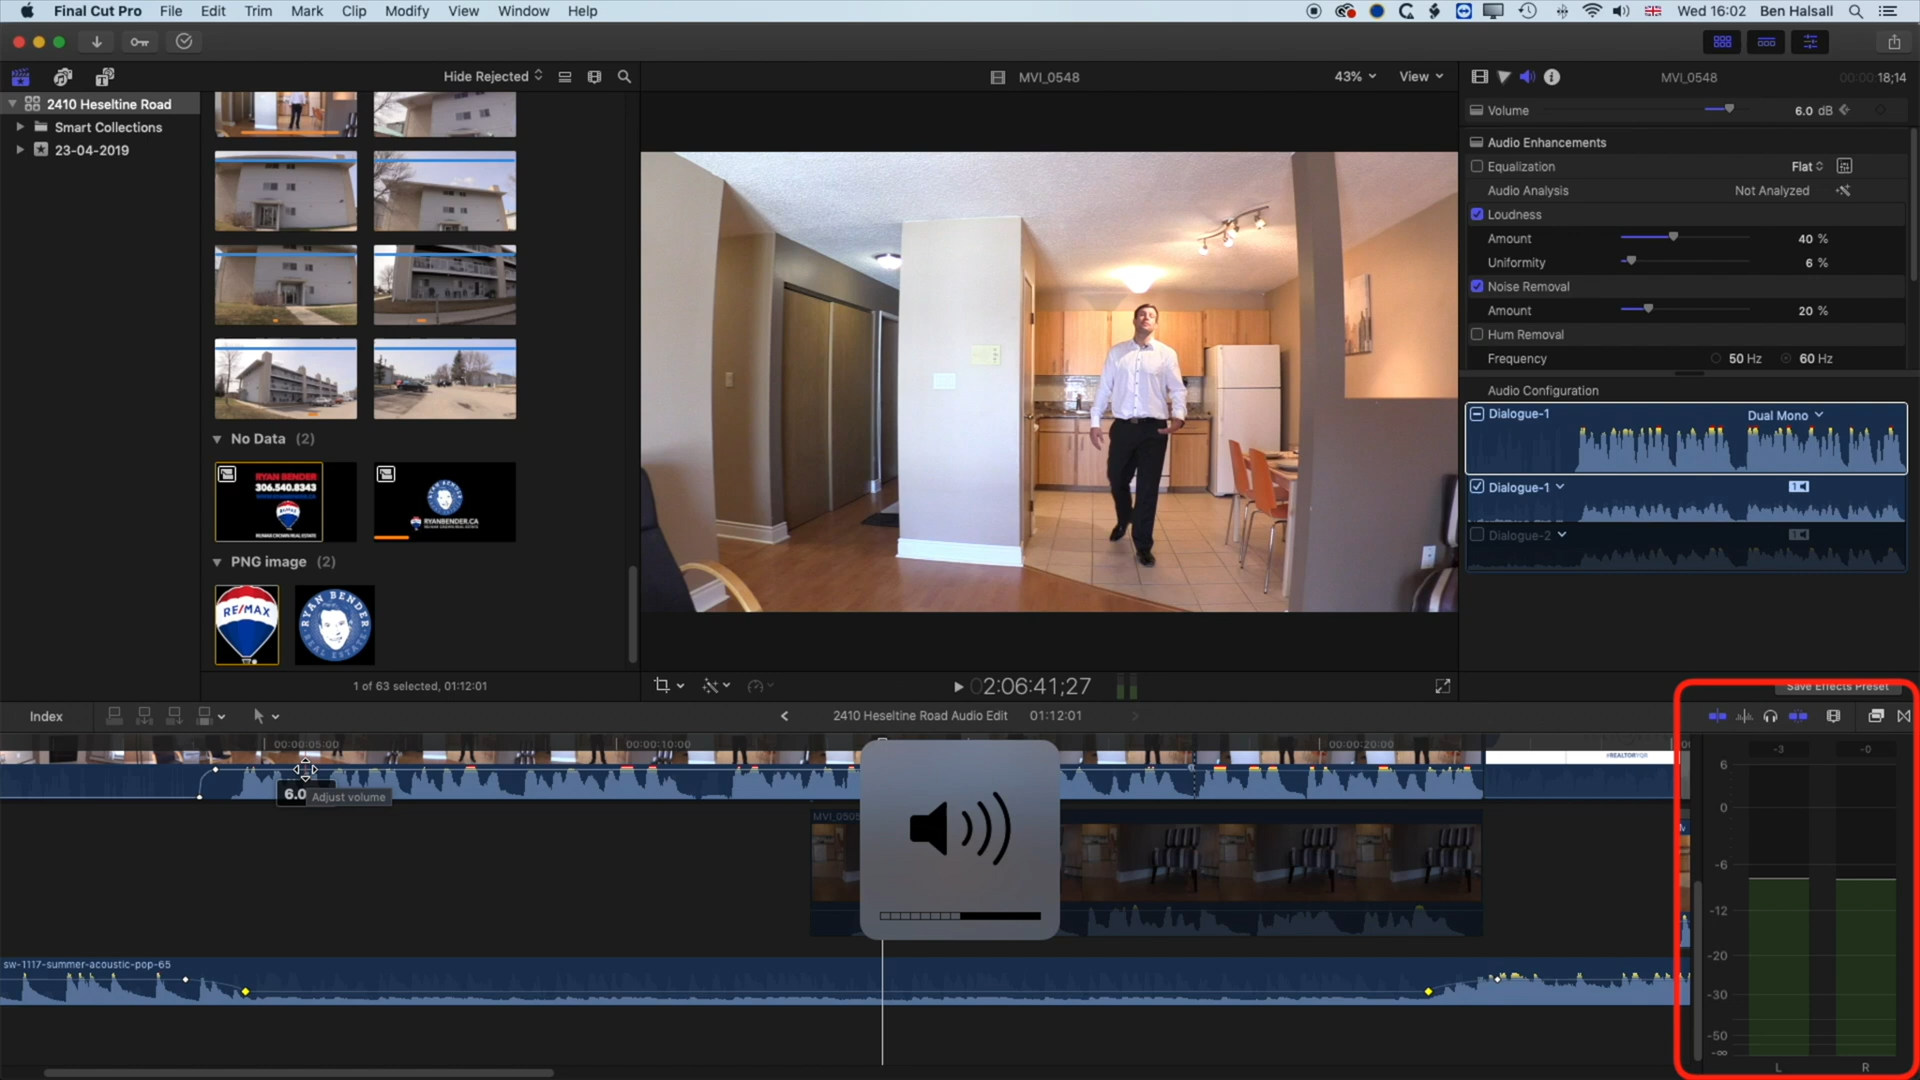 Final Cut Pro File Edit Trim Mark Clip Modify View Window Help Wed 16:02 Ben Halsall
Hide Rejected MVI_0548 43% View MVI_0548 00:00:18;14
2410 Heseltine Road
Smart Collections
23-04-2019
No Data (2)
RYAN BENDER
306.540.8343
RYANBENDER.CA
PNG image (2)
RE/MAX
RYAN BENDER
REAL ESTATE
1 of 63 selected, 01:12:01
02:06:41;27
Volume 6.0 dB
Audio Enhancements
Equalization Flat
Audio Analysis Not Analyzed
Loudness
Amount 40 %
Uniformity 6 %
Noise Removal
Amount 20 %
Hum Removal
Frequency 50 Hz 60 Hz
Audio Configuration
Dialogue-1 Dual Mono
Dialogue-1 1
Dialogue-2 1
Save Effects Preset
Index 2410 Heseltine Road Audio Edit 01:12:01
00:00:05:00 00:00:10:00 00:00:20:00
#REALTORYQR
6.0 Adjust volume
MVI_0505
sw-1117-summer-acoustic-pop-65
-3 -0
6
0
-6
-12
-20
-30
-50
-∞
L R